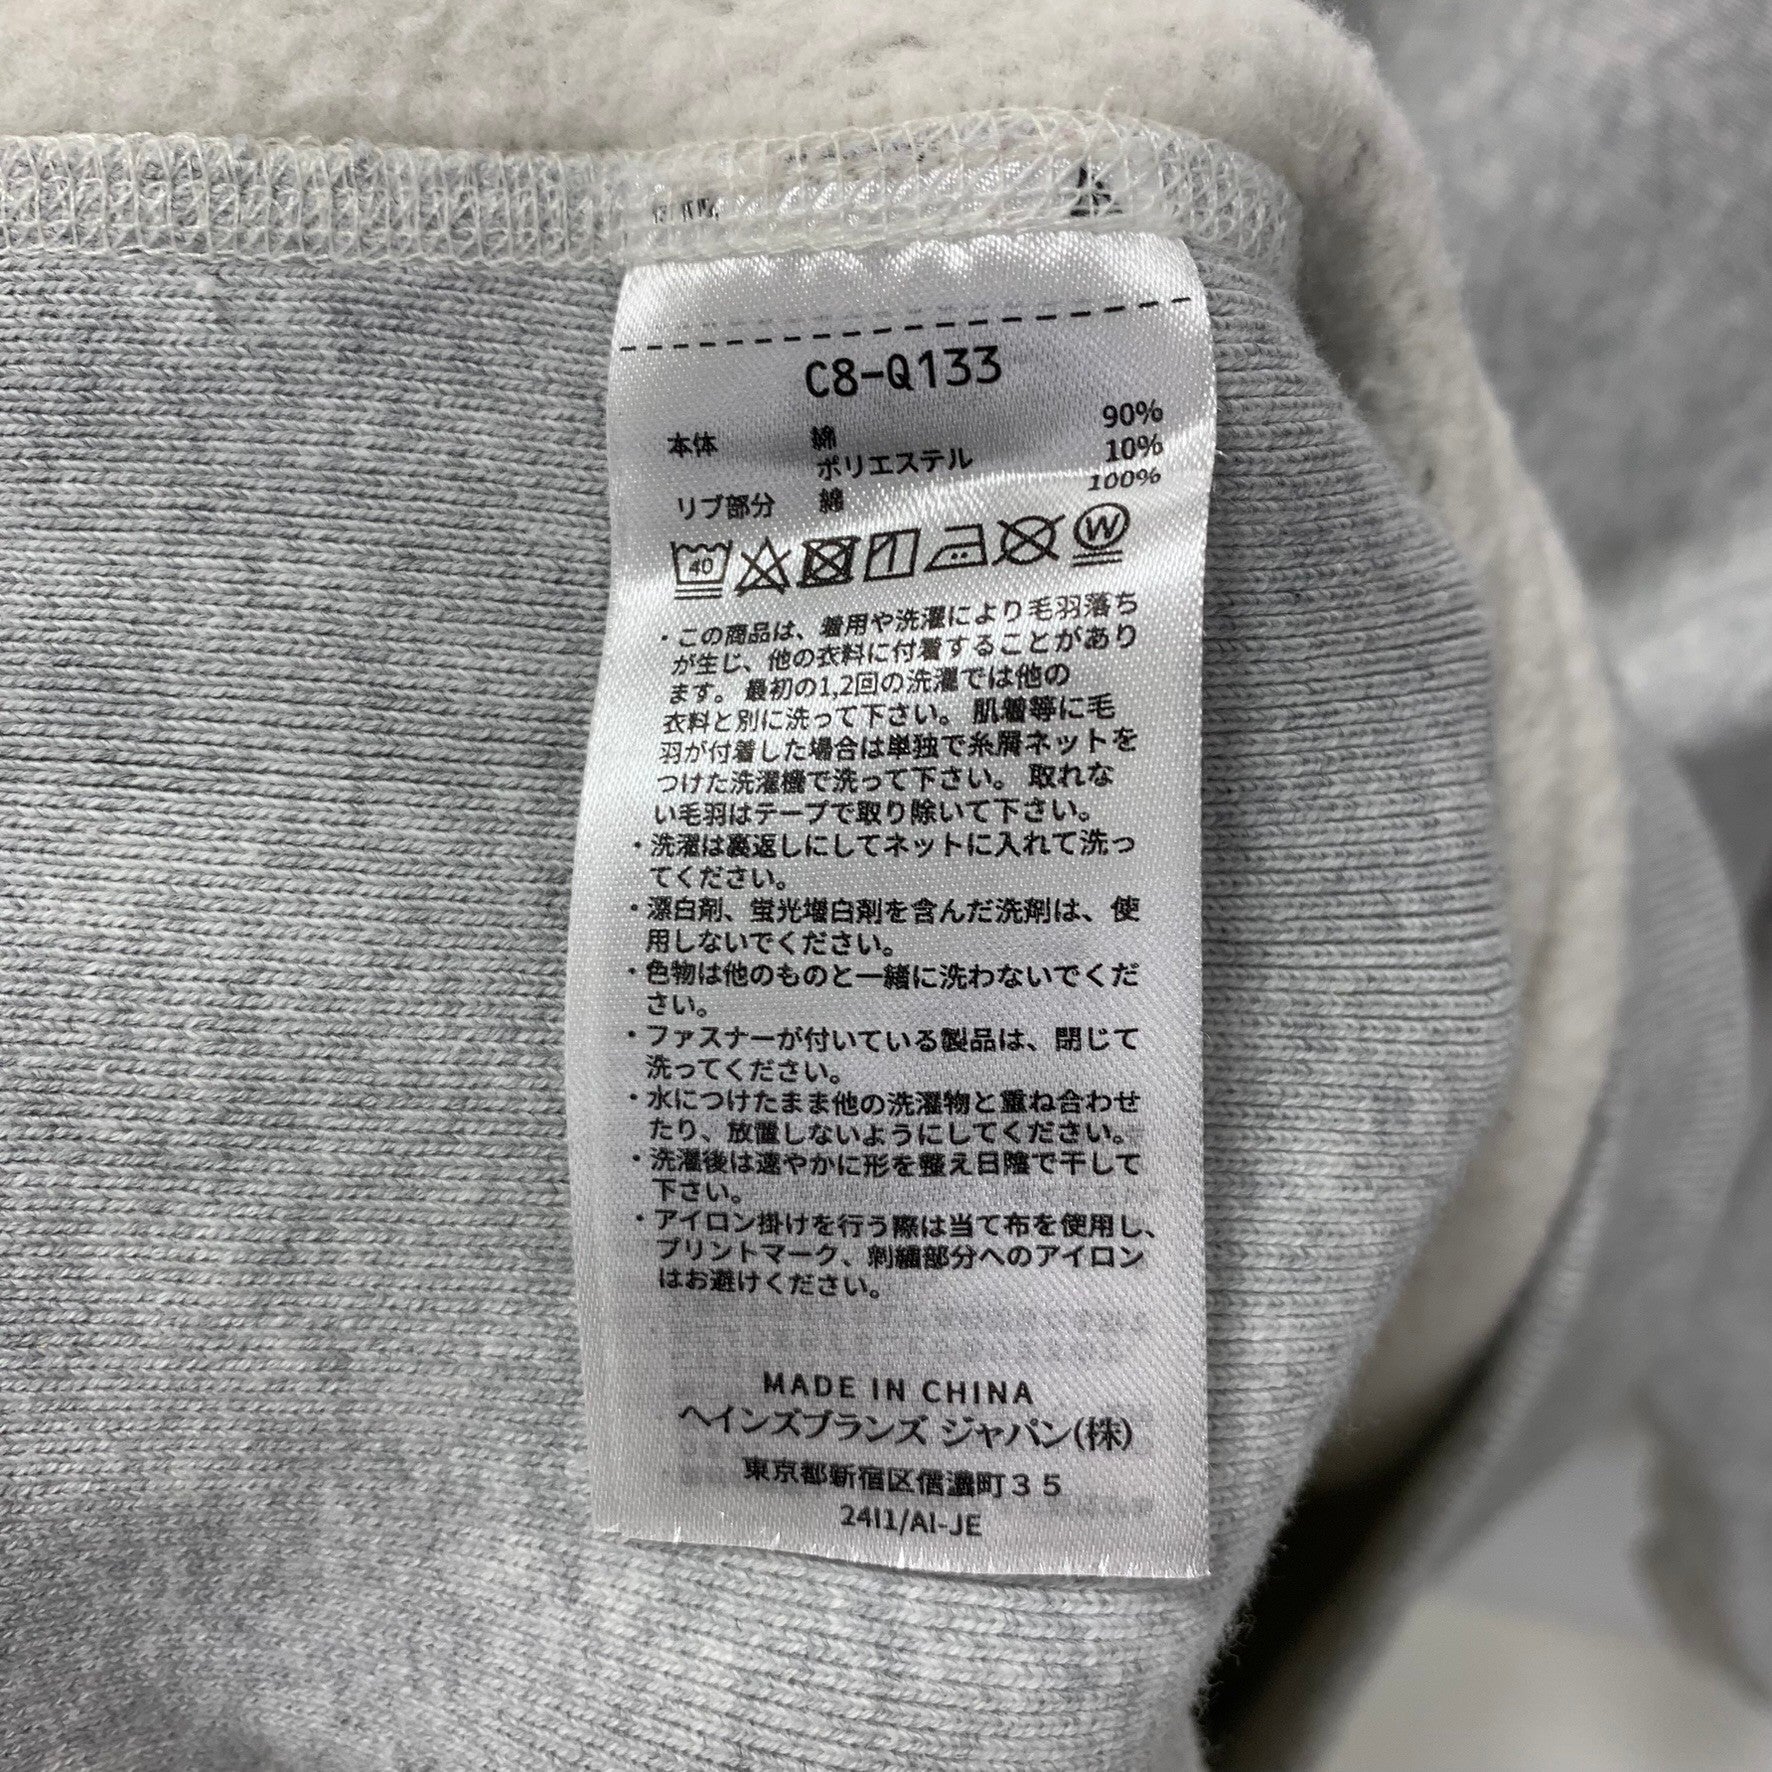 C8-Q133
本体 綿 90%
ポリエステル 10%
リブ部分 綿 100%
40 W
・この商品は、着用や洗濯により毛羽落ち
が生じ、他の衣料に付着することがあり
ます。最初の1,2回の洗濯では他の
衣料と別に洗って下さい。肌着等に毛
羽が付着した場合は単独で糸屑ネットを
つけた洗濯機で洗って下さい。取れな
い毛羽はテープで取り除いて下さい。
・洗濯は裏返しにしてネットに入れて洗っ
てください。
・漂白剤、蛍光増白剤を含んだ洗剤は、使
用しないでください。
・色物は他のものと一緒に洗わないでくだ
さい。
・ファスナーが付いている製品は、閉じて
洗ってください。
・水につけたまま他の洗濯物と重ね合わせ
たり、放置しないようにしてください。
・洗濯後は速やかに形を整え日陰で干して
下さい。
・アイロン掛けを行う際は当て布を使用し、
プリントマーク、刺繍部分へのアイロン
はお避けください。
MADE IN CHINA
ヘインズブランズ ジャパン(株)
東京都新宿区信濃町35
24I1/AI-JE